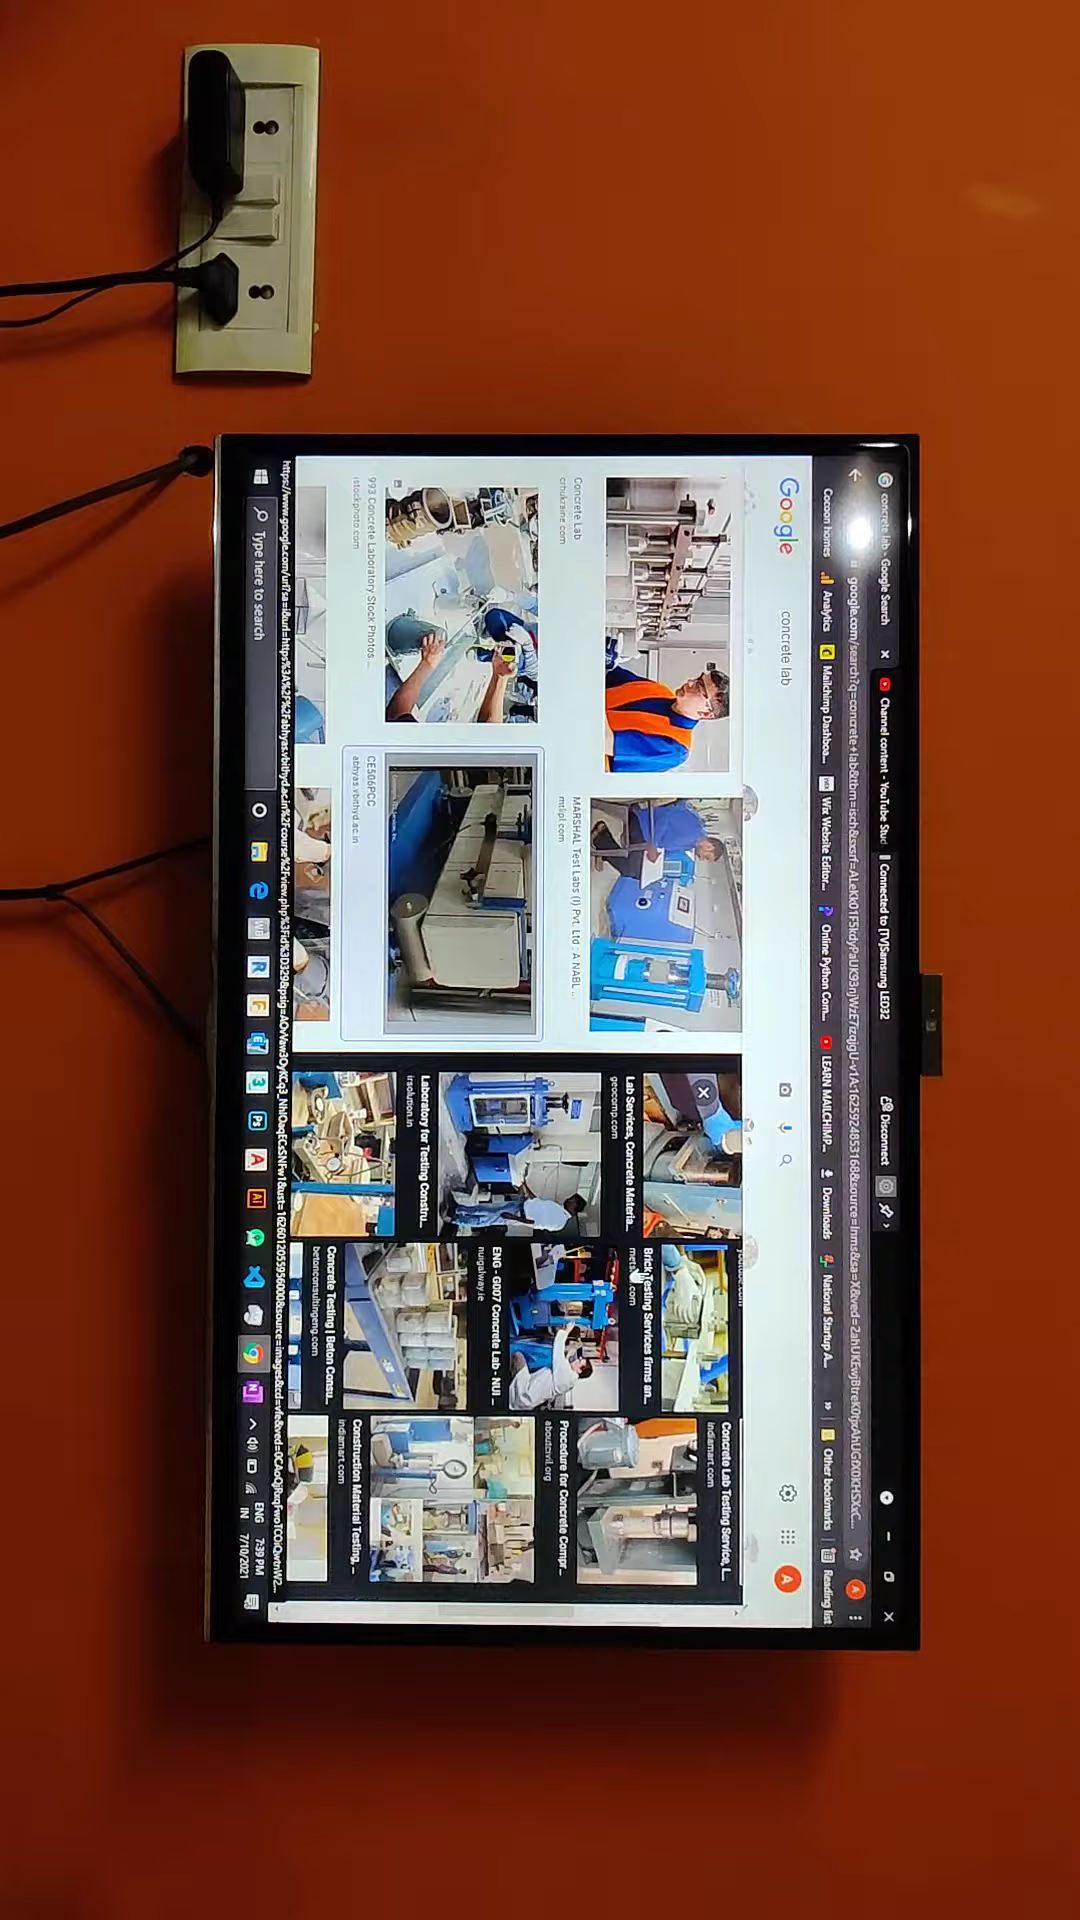 concrete lab - Google Search
Channel content - YouTube Stud
Connected to [TV]Samsung LED32
Disconnect
Cocoon homes
Analytics
Mailchimp Dashboa...
Wix Website Editor...
Online Python Com...
LEARN MAILCHIMP...
Downloads
National Startup A...
Other bookmarks
Reading list
Google
concrete lab
A
A
Concrete Lab
crhukraine.com
MARSHAL Test Labs (I) Pvt. Ltd : A NABL ...
mtlipl.com
993 Concrete Laboratory Stock Photos ...
istockphoto.com
CE506PCC
abhyas.vbithyd.ac.in
youtube.com
Concrete Lab Testing Service, L...
indiamart.com
Lab Services, Concrete Materia...
geocomp.com
Brick Testing Services firms an...
Procedure for Concrete Compr...
aboutcivil.org
Laboratory for Testing Constru...
irsolution.in
ENG - G007 Concrete Lab - NUI ...
nuigalway.ie
Construction Material Testing, ...
indiamart.com
Concrete Testing | Beton Consu...
betonconsultingeng.com
Type here to search
ENG
IN
7:39 PM
7/10/2021